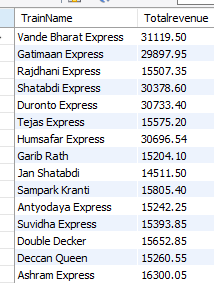 TrainName Totalrevenue
Vande Bharat Express 31119.50
Gatimaan Express 29897.95
Rajdhani Express 15507.35
Shatabdi Express 30378.60
Duronto Express 30733.40
Tejas Express 15575.20
Humsafar Express 30696.54
Garib Rath 15204.10
Jan Shatabdi 14511.50
Sampark Kranti 15805.40
Antyodaya Express 15242.25
Suvidha Express 15393.85
Double Decker 15652.85
Deccan Queen 15260.55
Ashram Express 16300.05